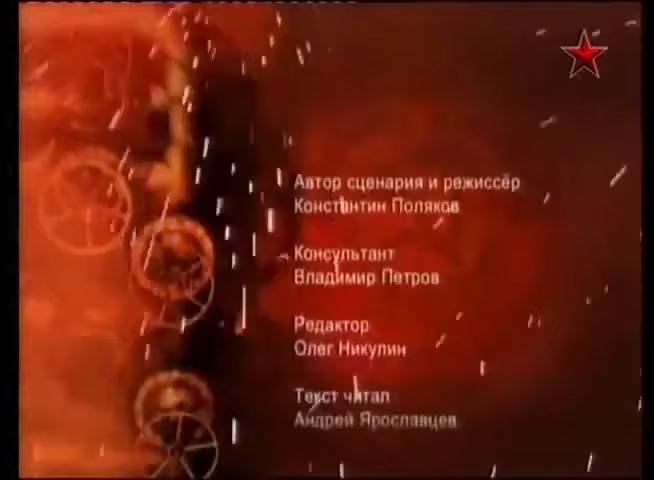 Автор сценария и режиссёр
Константин Поляков
Консультант
Владимир Петров
Редактор
Олег Никулин
Текст читал
Андрей Ярославцев